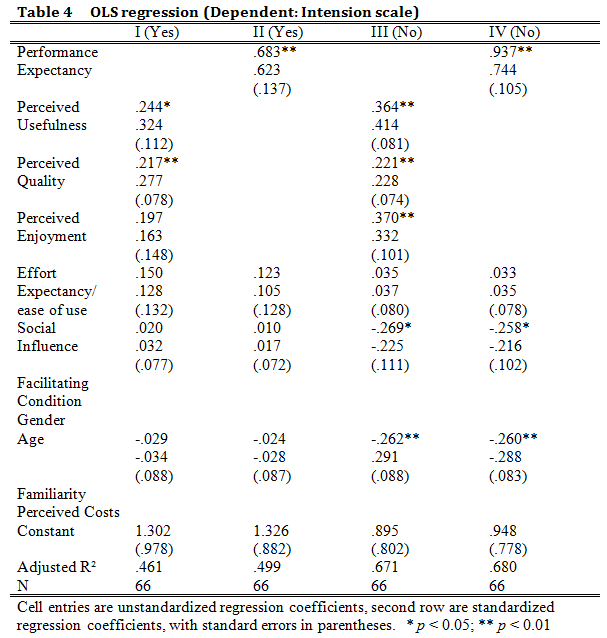 Table 4 OLS regression (Dependent: Intension scale)
I (Yes) II (Yes) III (No) IV (No)
Performance .683** .937**
Expectancy .623 .744
(.137) (.105)
Perceived .244* .364**
Usefulness .324 .414
(.112) (.081)
Perceived .217** .221**
Quality .277 .228
(.078) (.074)
Perceived .197 .370**
Enjoyment .163 .332
(.148) (.101)
Effort .150 .123 .035 .033
Expectancy/ .128 .105 .037 .035
ease of use (.132) (.128) (.080) (.078)
Social .020 .010 -.269* -.258*
Influence .032 .017 -.225 -.216
(.077) (.072) (.111) (.102)
Facilitating
Condition
Gender
Age -.029 -.024 -.262** -.260**
-.034 -.028 .291 -.288
(.088) (.087) (.088) (.083)
Familiarity
Perceived Costs
Constant 1.302 1.326 .895 .948
(.978) (.882) (.802) (.778)
Adjusted R² .461 .499 .671 .680
N 66 66 66 66
Cell entries are unstandardized regression coefficients, second row are standardized
regression coefficients, with standard errors in parentheses. * p < 0.05; ** p < 0.01